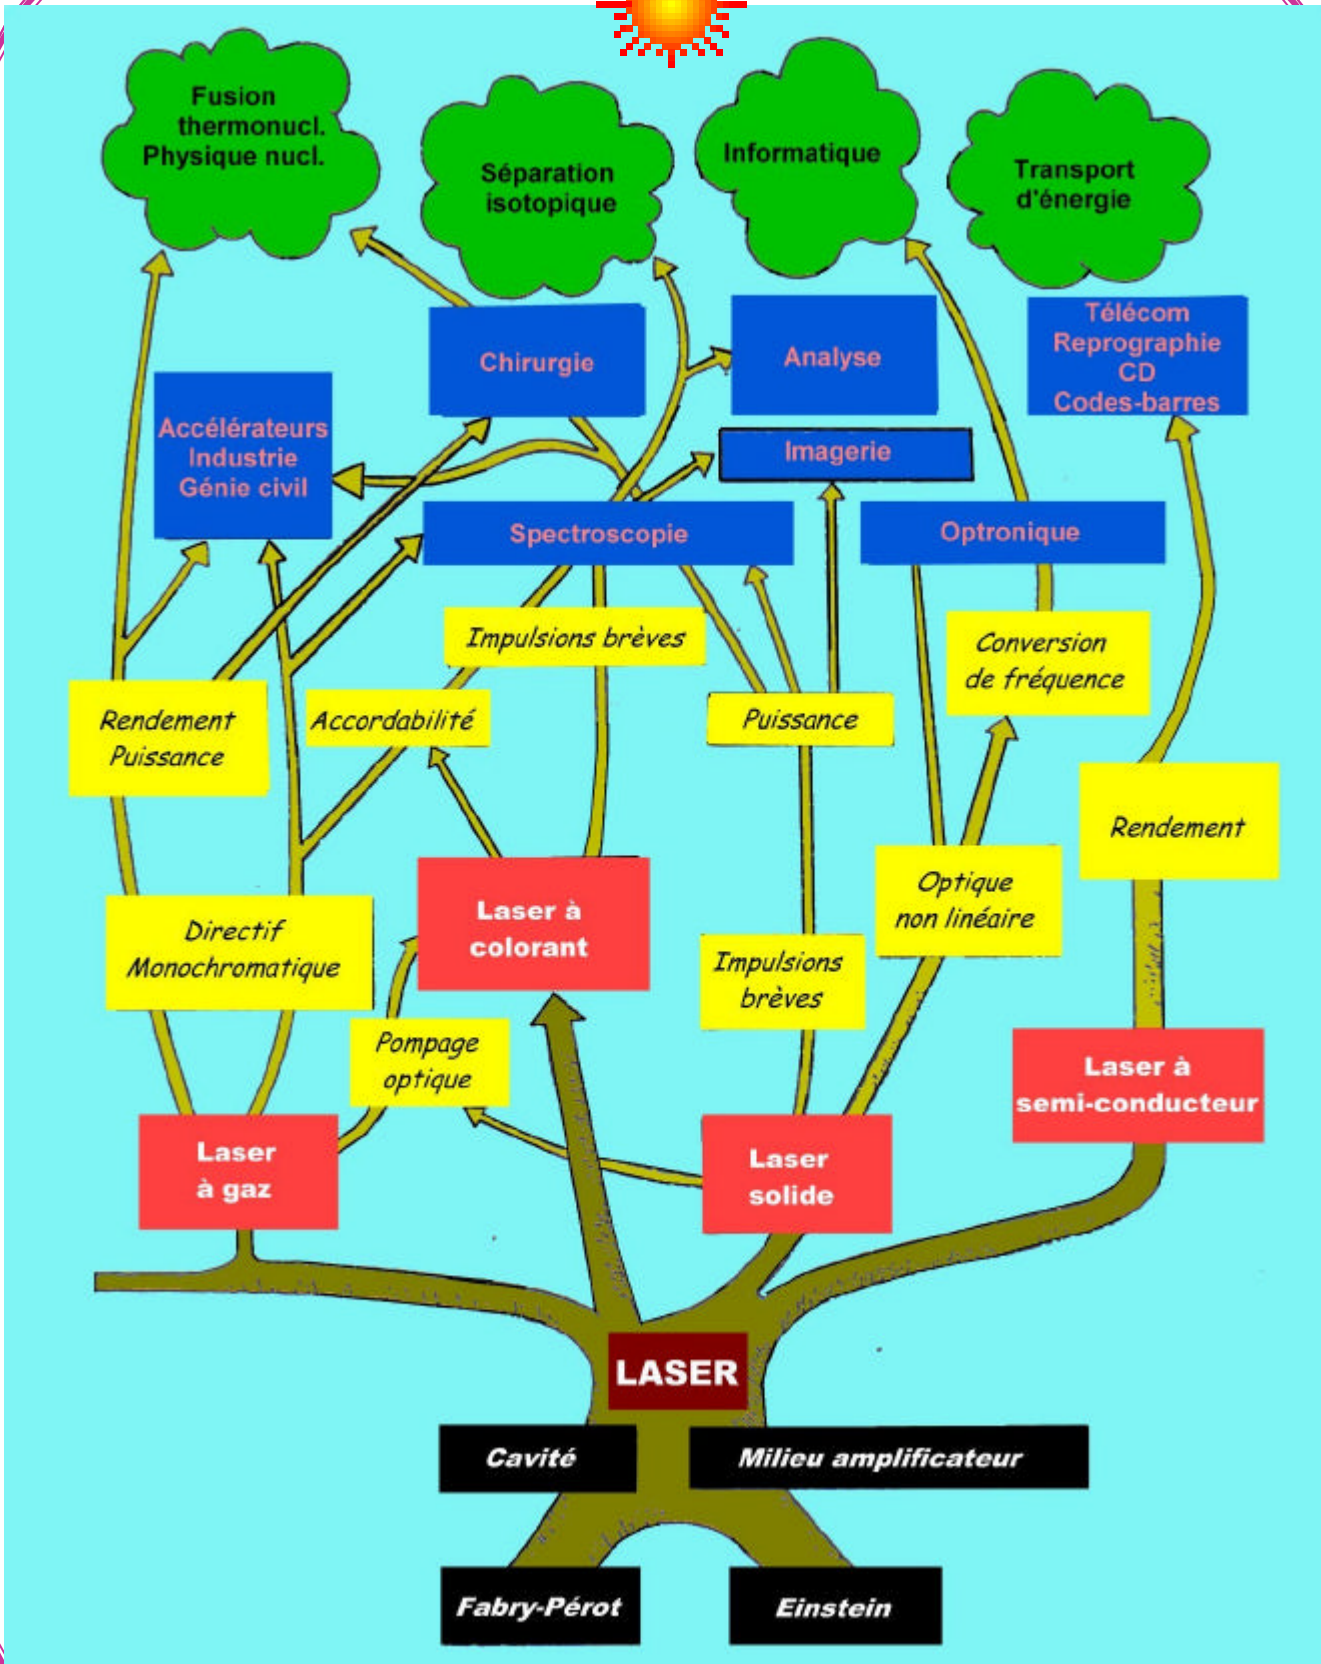 Fusion
thermonucl.
Physique nucl.
Séparation
isotopique
Informatique
Transport
d'énergie
Chirurgie
Analyse
Télécom
Reprographie
CD
Codes-barres
Accélérateurs
Industrie
Génie civil
Imagerie
Spectroscopie
Optronique
Impulsions brèves
Conversion
de fréquence
Rendement
Puissance
Accordabilité
Puissance
Rendement
Optique
non linéaire
Laser à
colorant
Directif
Monochromatique
Impulsions
brèves
Pompage
optique
Laser à
semi-conducteur
Laser
à gaz
Laser
solide
LASER
Cavité
Milieu amplificateur
Fabry-Pérot
Einstein